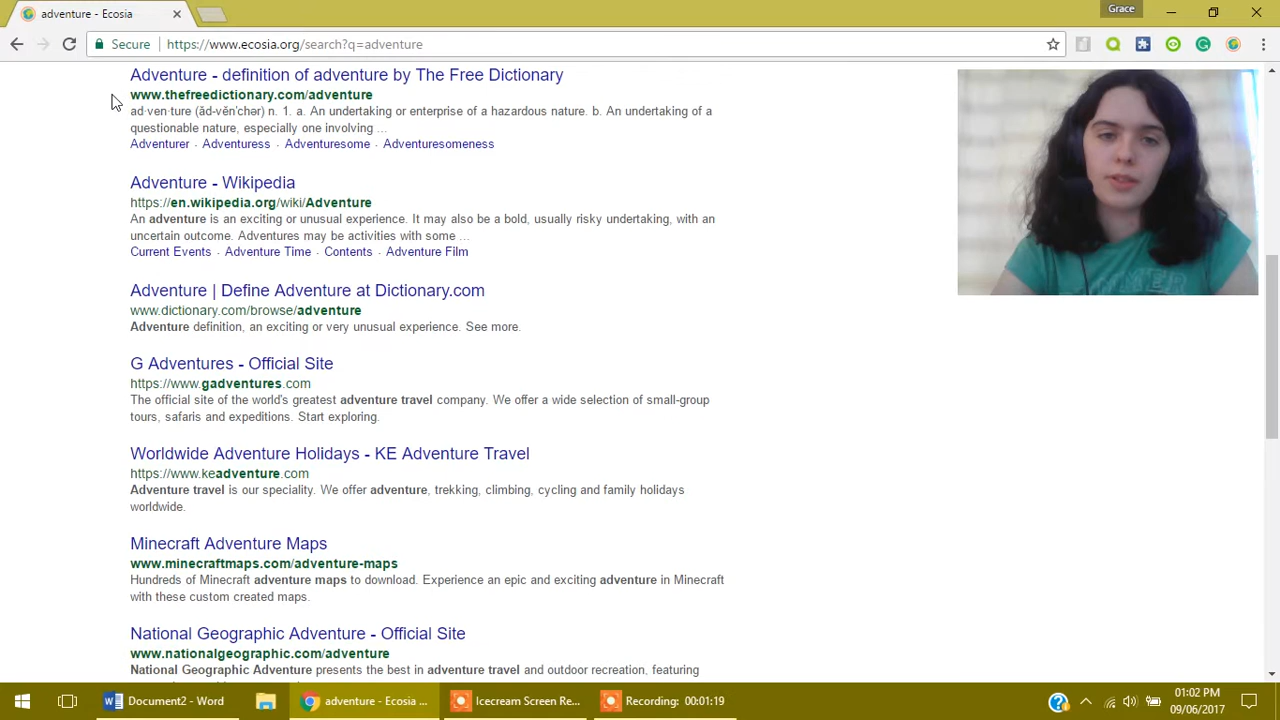 adventure - Ecosia
Grace
Secure
https://www.ecosia.org/search?q=adventure
Adventure - definition of adventure by The Free Dictionary
www.thefreedictionary.com/adventure
ad·ven·ture (ăd-vĕn′chər) n. 1. a. An undertaking or enterprise of a hazardous nature. b. An undertaking of a
questionable nature, especially one involving ...
Adventurer · Adventuress · Adventuresome · Adventuresomeness
Adventure - Wikipedia
https://en.wikipedia.org/wiki/Adventure
An adventure is an exciting or unusual experience. It may also be a bold, usually risky undertaking, with an
uncertain outcome. Adventures may be activities with some ...
Current Events · Adventure Time · Contents · Adventure Film
Adventure | Define Adventure at Dictionary.com
www.dictionary.com/browse/adventure
Adventure definition, an exciting or very unusual experience. See more.
G Adventures - Official Site
https://www.gadventures.com
The official site of the world's greatest adventure travel company. We offer a wide selection of small-group
tours, safaris and expeditions. Start exploring.
Worldwide Adventure Holidays - KE Adventure Travel
https://www.keadventure.com
Adventure travel is our speciality. We offer adventure, trekking, climbing, cycling and family holidays
worldwide.
Minecraft Adventure Maps
www.minecraftmaps.com/adventure-maps
Hundreds of Minecraft adventure maps to download. Experience an epic and exciting adventure in Minecraft
with these custom created maps.
National Geographic Adventure - Official Site
www.nationalgeographic.com/adventure
National Geographic Adventure presents the best in adventure travel and outdoor recreation, featuring
Document2 - Word
adventure - Ecosia ...
Icecream Screen Re...
Recording: 00:01:19
01:02 PM
09/06/2017